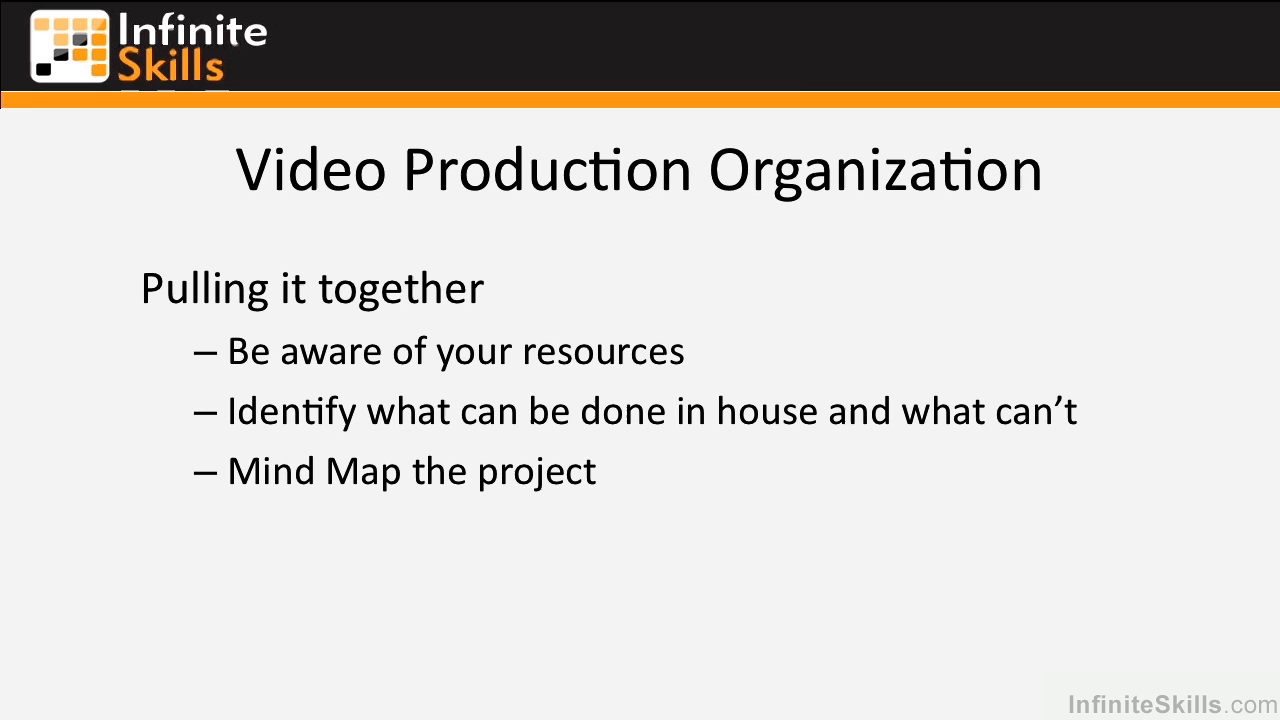 Infinite
Skills
Video Production Organization
Pulling it together
– Be aware of your resources
– Identify what can be done in house and what can’t
– Mind Map the project
InfiniteSkills.com